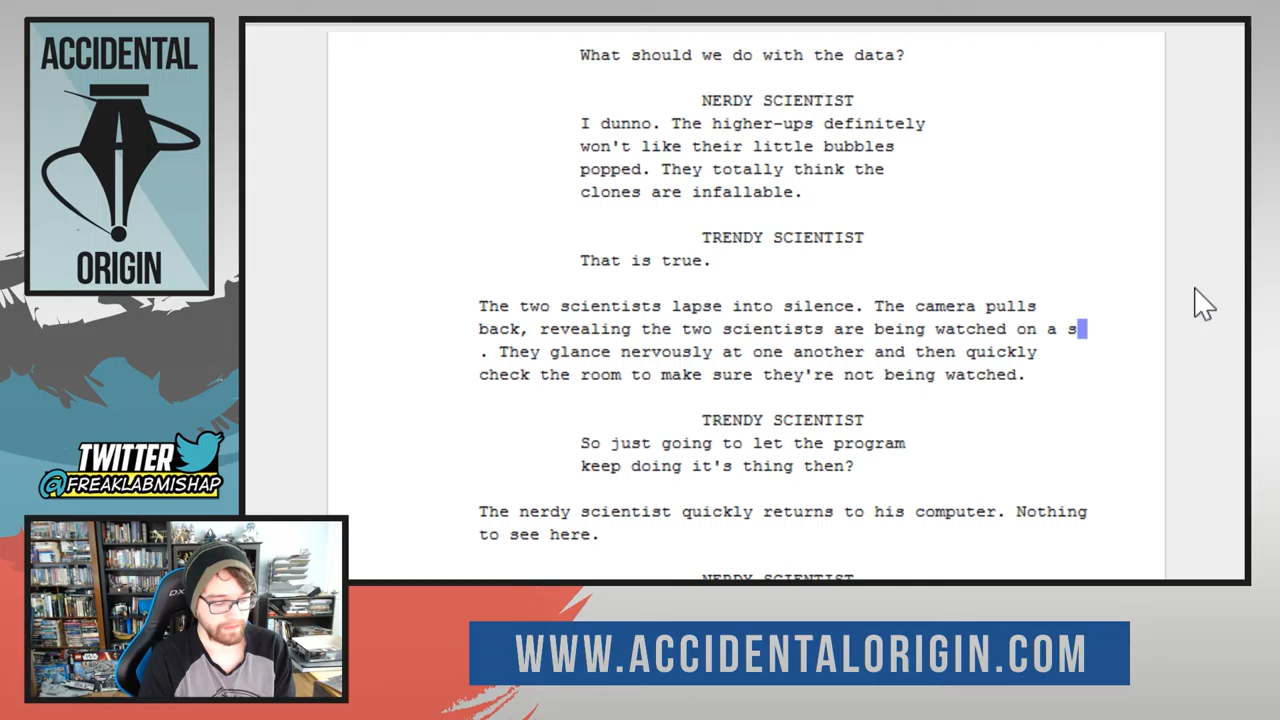 ACCIDENTAL
ORIGIN
What should we do with the data?
NERDY SCIENTIST
I dunno. The higher-ups definitely
won't like their little bubbles
popped. They totally think the
clones are infallable.
TRENDY SCIENTIST
That is true.
The two scientists lapse into silence. The camera pulls
back, revealing the two scientists are being watched on a s
. They glance nervously at one another and then quickly
check the room to make sure they're not being watched.
TRENDY SCIENTIST
So just going to let the program
keep doing it's thing then?
The nerdy scientist quickly returns to his computer. Nothing
to see here.
NERDY SCIENTIST
TWITTER
@FREAKLABMISHAP
DX
WWW.ACCIDENTALORIGIN.COM